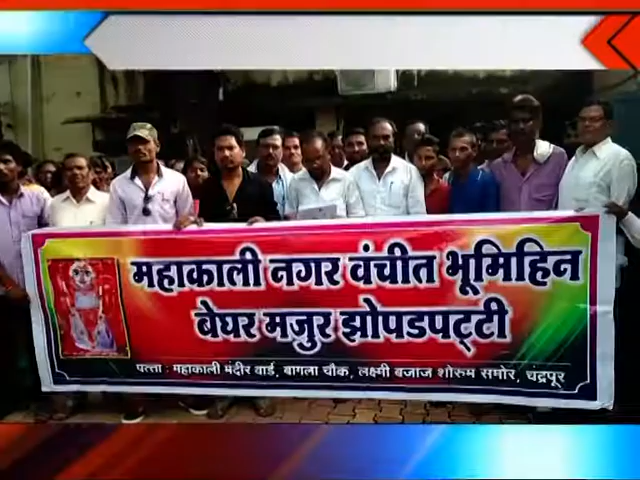 महाकाली नगर वंचीत भूमिहिन
बेघर मजुर झोपडपट्टी
पत्ता : महाकाली मंदीर वार्ड, बागला चौक, लक्ष्मी बजाज शोरुम समोर, चंद्रपूर